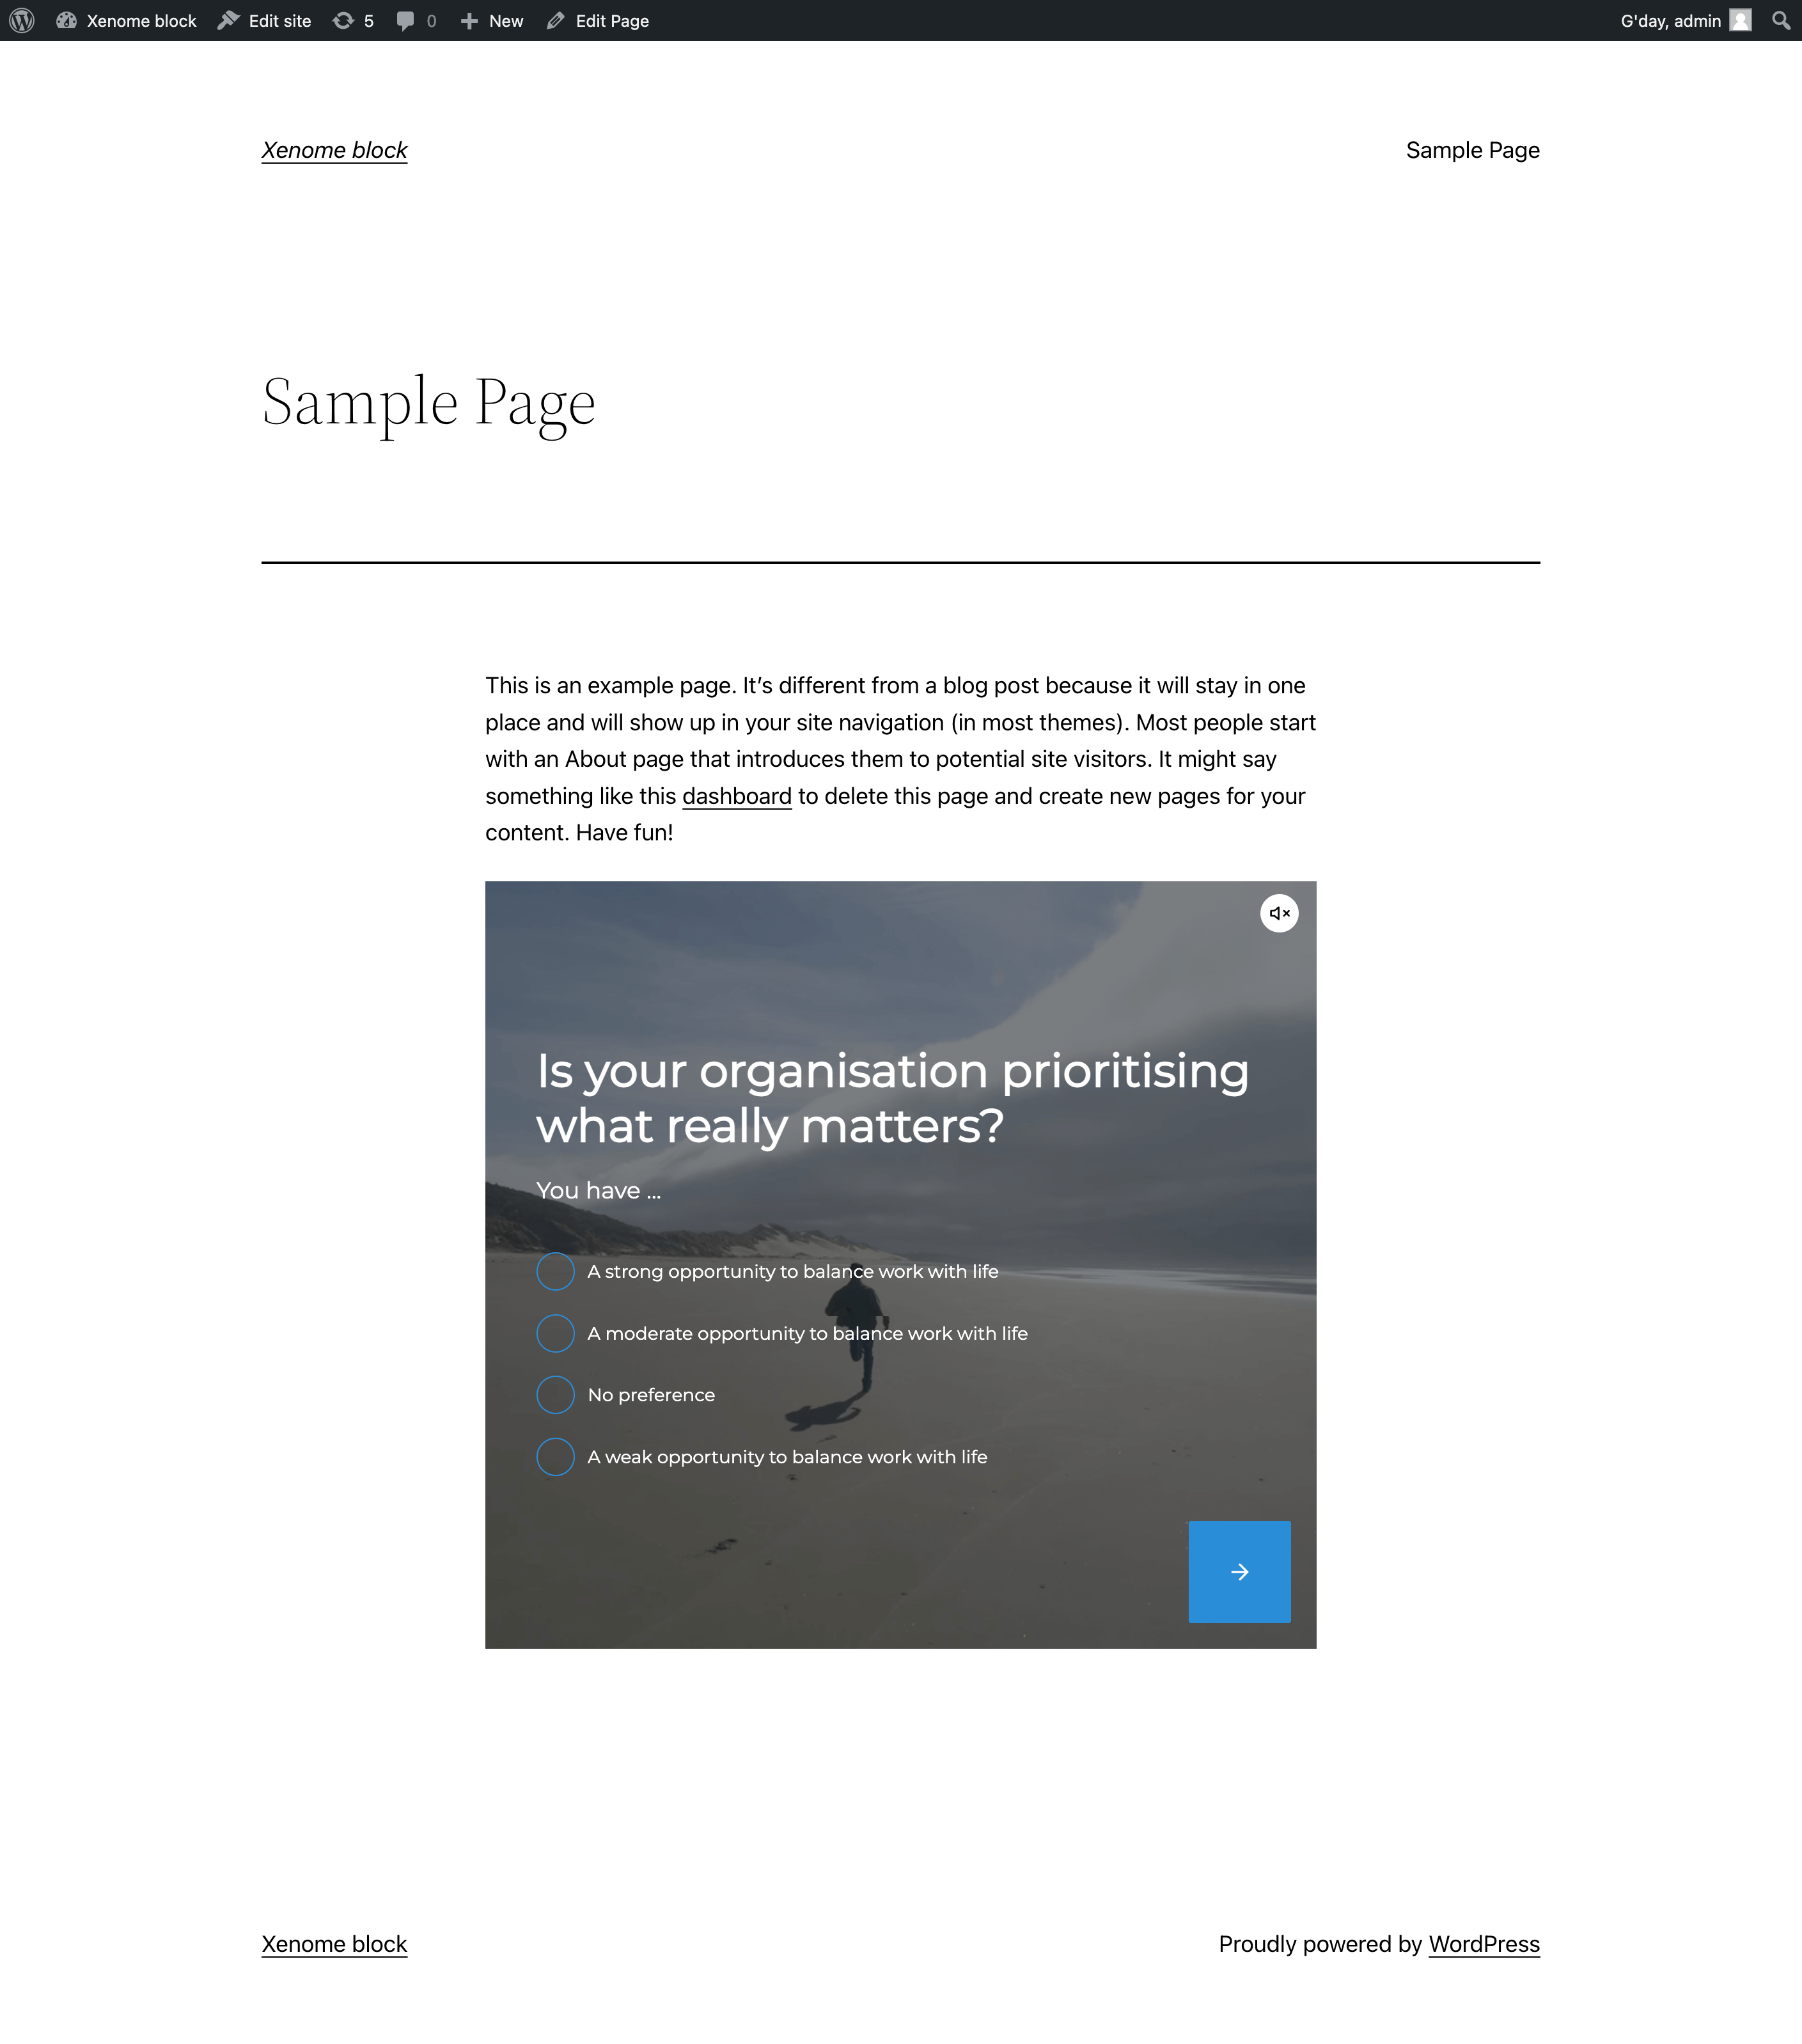 Xenome block Edit site 5 0 New Edit Page G'day, admin
Xenome block Sample Page
Sample Page
This is an example page. It’s different from a blog post because it will stay in one
place and will show up in your site navigation (in most themes). Most people start
with an About page that introduces them to potential site visitors. It might say
something like this dashboard to delete this page and create new pages for your
content. Have fun!
Is your organisation prioritising
what really matters?
You have ...
A strong opportunity to balance work with life
A moderate opportunity to balance work with life
No preference
A weak opportunity to balance work with life
Xenome block Proudly powered by WordPress